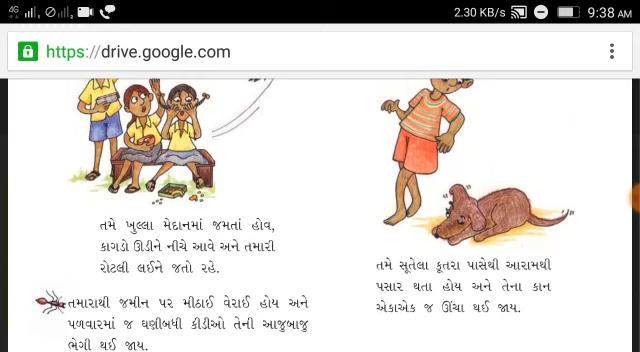 4G
2.30 KB/s
9:38 AM
https://drive.google.com
તમે ખુલ્લા મેદાનમાં જમતાં હોવ,
કાગડો ઊડીને નીચે આવે અને તમારી
રોટલી લઈને જતો રહે.
તમારાથી જમીન પર મીઠાઈ વેરાઈ હોય અને
પળવારમાં જ ઘણીબધી કીડીઓ તેની આજુબાજુ
ભેગી થઈ જાય.
તમે સૂતેલા કૂતરા પાસેથી આરામથી
પસાર થતા હોય અને તેના કાન
એકાએક જ ઊંચા થઈ જાય.